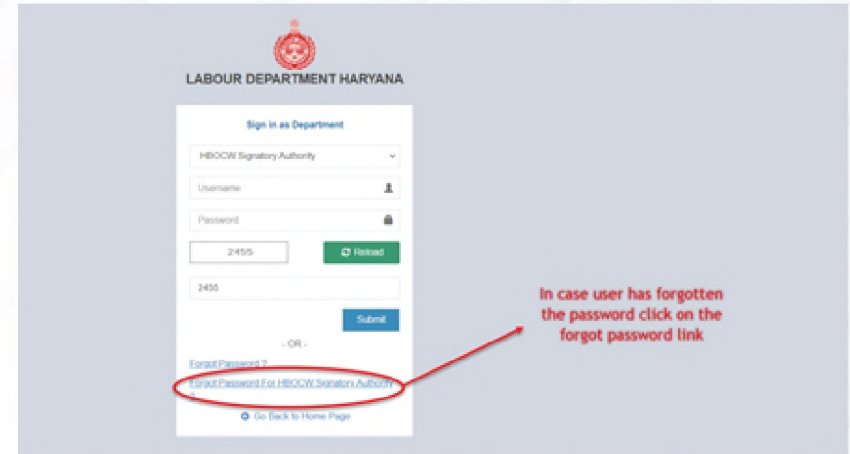 LABOUR DEPARTMENT HARYANA
Sign in as Department
HBOCW Signatory Authority
Username
Password
2455
Reload
2455
Submit
- OR -
Forgot Password ?
Forgot Password For HBOCW Signatory Authority
?
Go Back to Home Page
In case user has forgotten
the password click on the
forgot password link